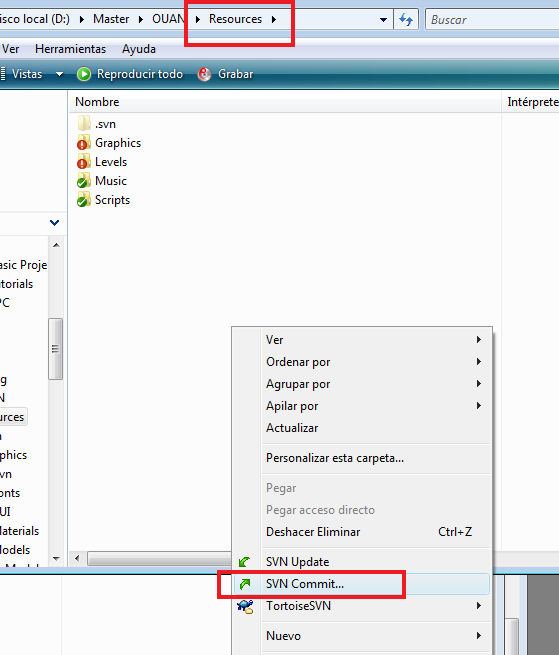 isco local (D:) Master OUAN Resources Buscar
Ver Herramientas Ayuda
Vistas Reproducir todo Grabar
Nombre Intérprete
.svn
Graphics
Levels
Music
Scripts
asic Proje
utorials
PC
g
N
urces
n
phics
vn
onts
UI
Materials
Models
Ver
Ordenar por
Agrupar por
Apilar por
Actualizar
Personalizar esta carpeta...
Pegar
Pegar acceso directo
Deshacer Eliminar Ctrl+Z
SVN Update
SVN Commit...
TortoiseSVN
Nuevo